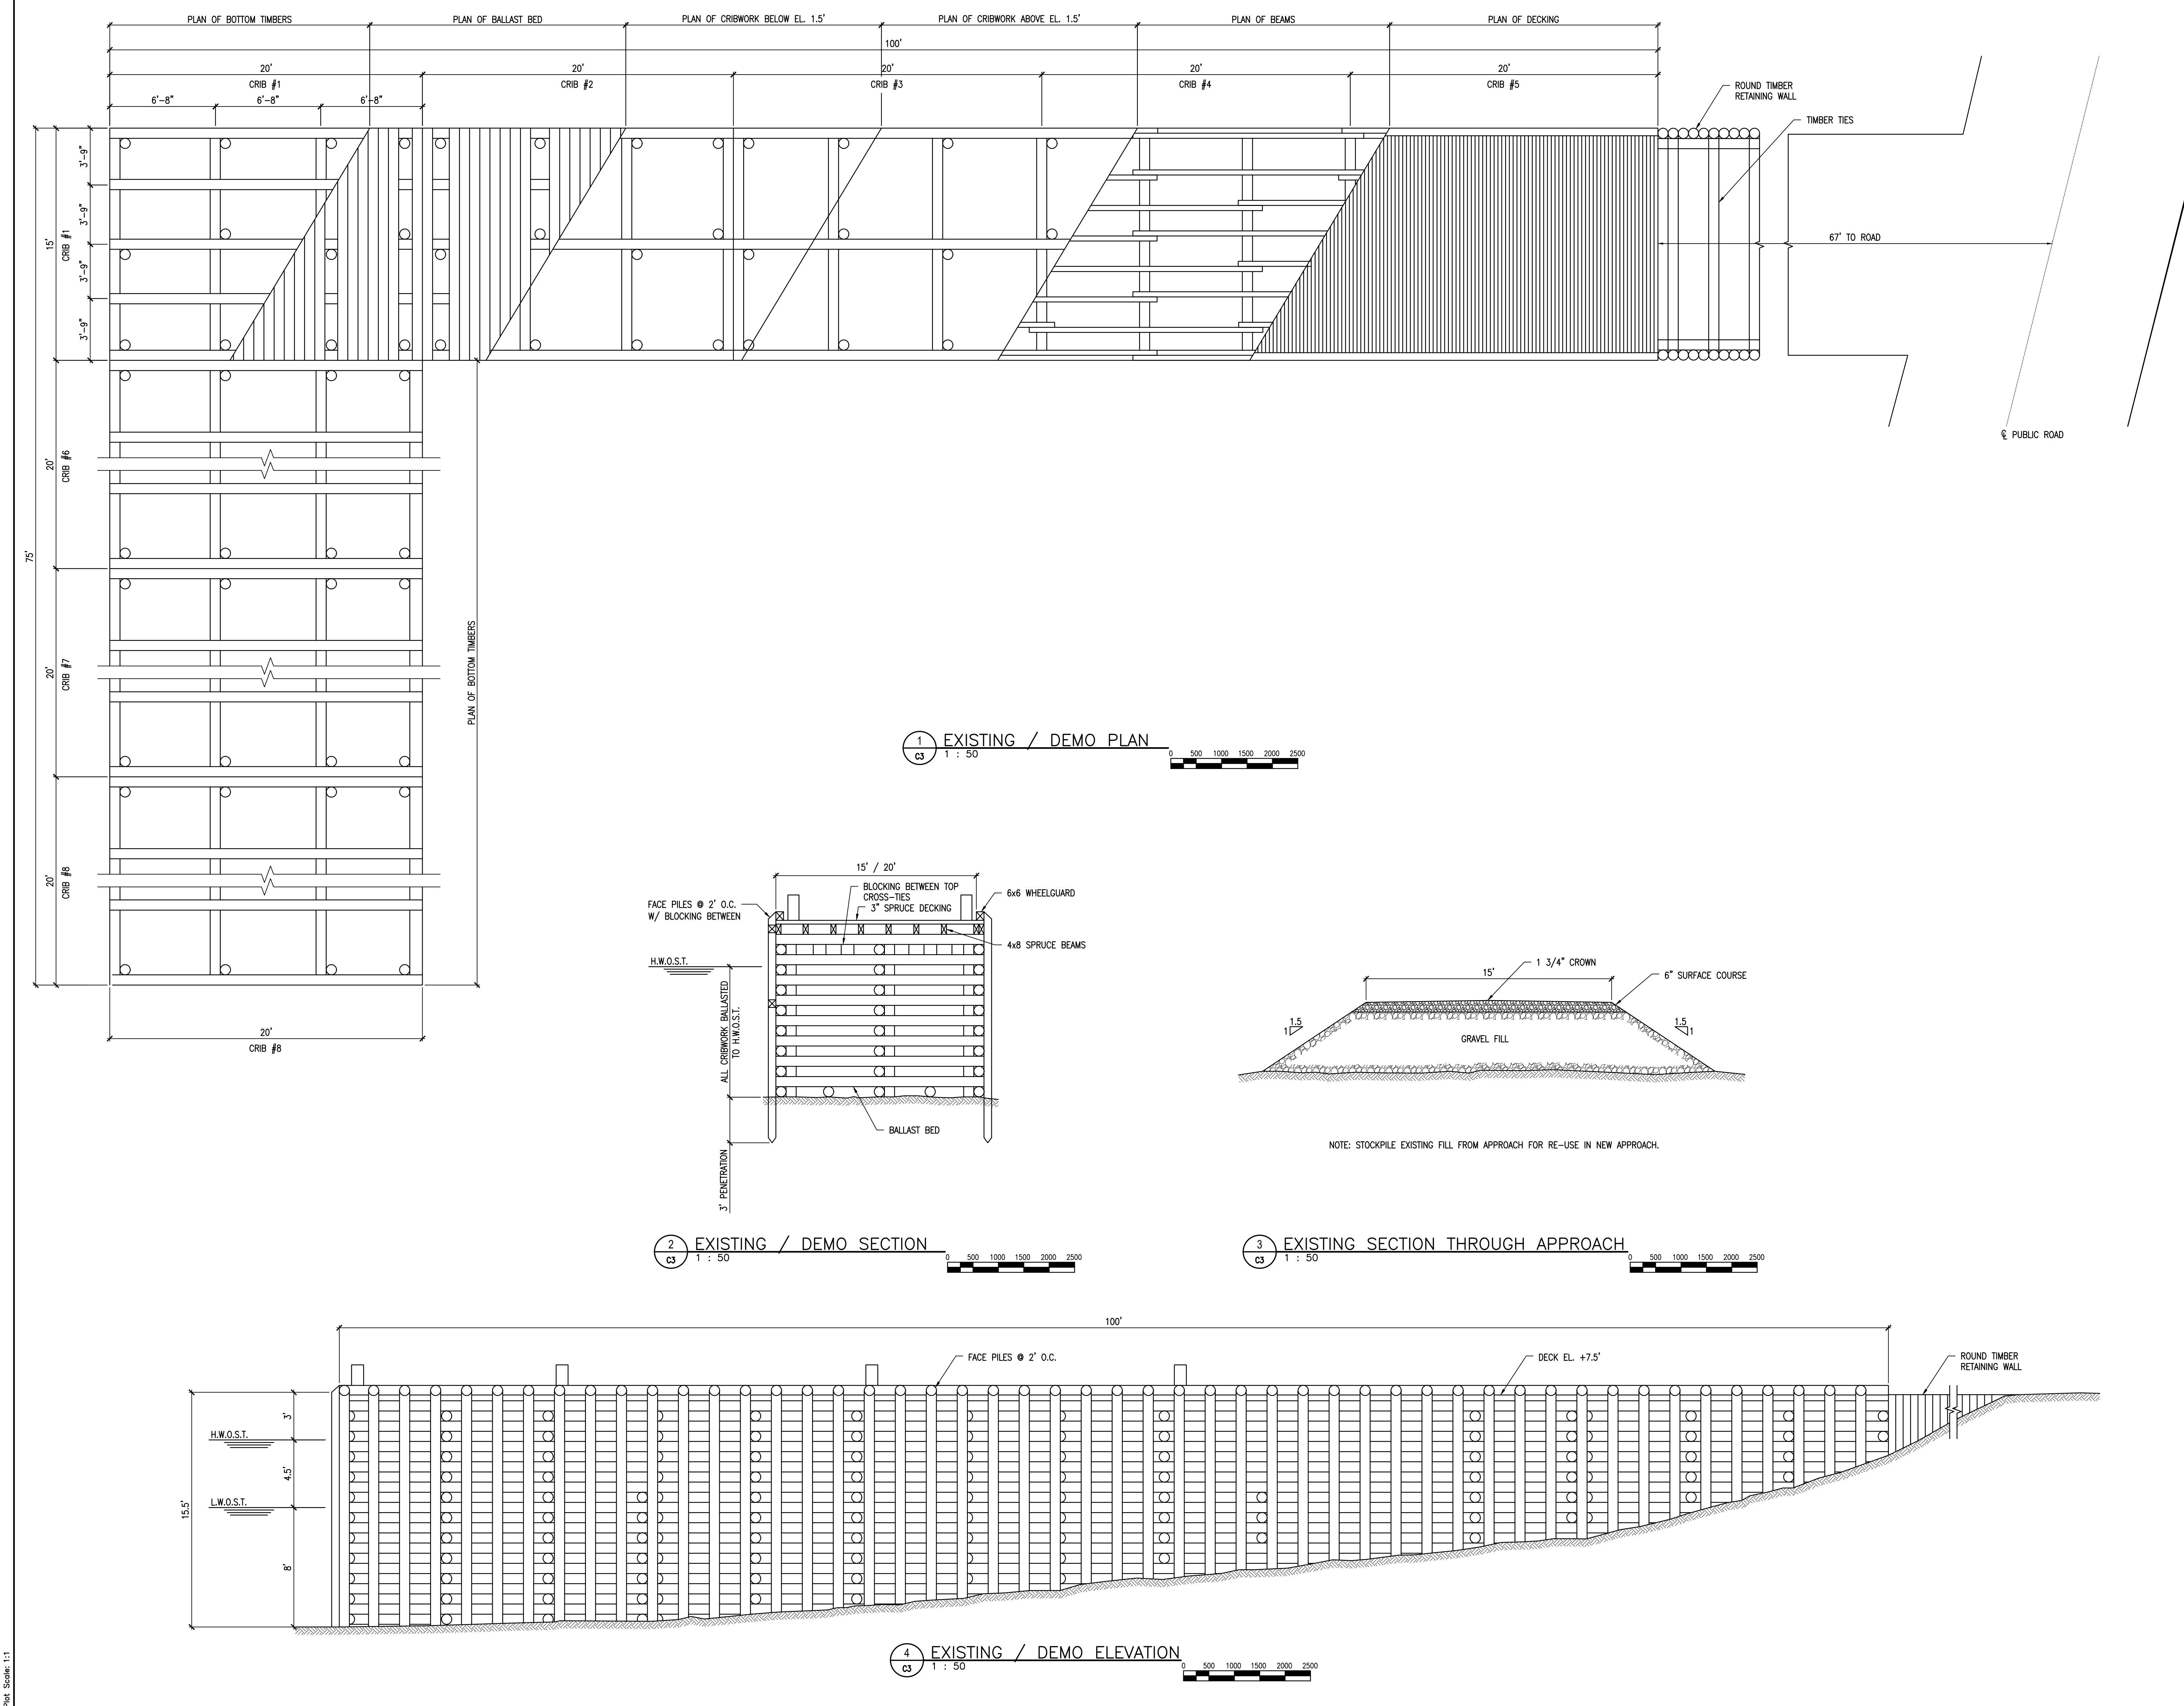 PLAN OF BOTTOM TIMBERS
PLAN OF BALLAST BED
PLAN OF CRIBWORK BELOW EL. 1.5'
PLAN OF CRIBWORK ABOVE EL. 1.5'
PLAN OF BEAMS
PLAN OF DECKING
100'
20'
20'
20'
20'
20'
CRIB #1
CRIB #2
CRIB #3
CRIB #4
CRIB #5
6'-8"
6'-8"
6'-8"
ROUND TIMBER
RETAINING WALL
TIMBER TIES
3'-9"
3'-9"
3'-9"
3'-9"
15'
CRIB #1
67' TO ROAD
℄ PUBLIC ROAD
20'
CRIB #6
75'
20'
CRIB #7
PLAN OF BOTTOM TIMBERS
20'
CRIB #8
20'
CRIB #8
1
C3
EXISTING / DEMO PLAN
1 : 50
0 500 1000 1500 2000 2500
15' / 20'
BLOCKING BETWEEN TOP
CROSS-TIES
3" SPRUCE DECKING
6x6 WHEELGUARD
FACE PILES @ 2' O.C.
W/ BLOCKING BETWEEN
4x8 SPRUCE BEAMS
H.W.O.S.T.
ALL CRIBWORK BALLASTED
TO H.W.O.S.T.
BALLAST BED
3' PENETRATION
2
C3
EXISTING / DEMO SECTION
1 : 50
0 500 1000 1500 2000 2500
15'
1 3/4" CROWN
6" SURFACE COURSE
1.5
1
1.5
1
GRAVEL FILL
NOTE: STOCKPILE EXISTING FILL FROM APPROACH FOR RE-USE IN NEW APPROACH.
3
C3
EXISTING SECTION THROUGH APPROACH
1 : 50
0 500 1000 1500 2000 2500
100'
FACE PILES @ 2' O.C.
DECK EL. +7.5'
ROUND TIMBER
RETAINING WALL
3'
H.W.O.S.T.
4.5'
L.W.O.S.T.
15.5'
8'
4
C3
EXISTING / DEMO ELEVATION
1 : 50
0 500 1000 1500 2000 2500
Plot Scale: 1:1